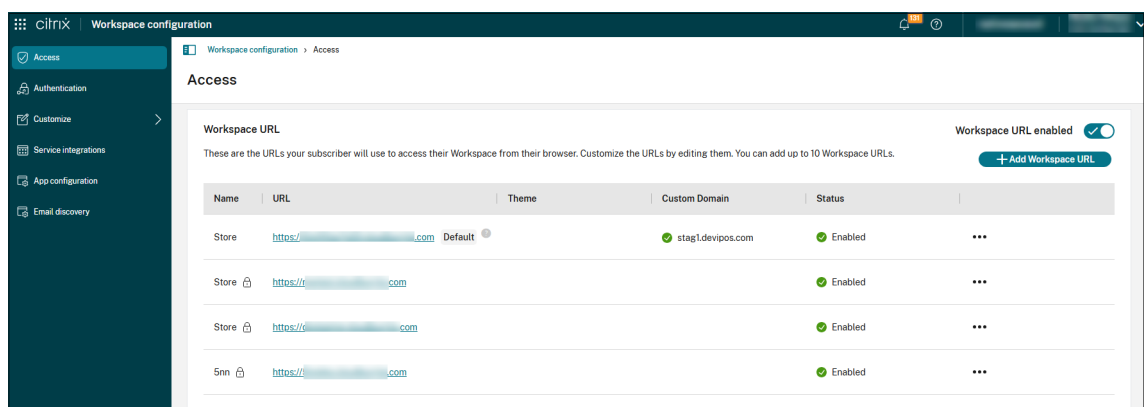 citrix Workspace configuration 131
Access
Authentication
Customize
Service integrations
App configuration
Email discovery
Workspace configuration > Access
Access
Workspace URL
Workspace URL enabled
These are the URLs your subscriber will use to access their Workspace from their browser. Customize the URLs by editing them. You can add up to 10 Workspace URLs.
+ Add Workspace URL
Name URL Theme Custom Domain Status
Store https:/ .com Default stag1.devipos.com Enabled •••
Store https:// com Enabled •••
Store https:// com Enabled •••
5nn https:// .com Enabled •••